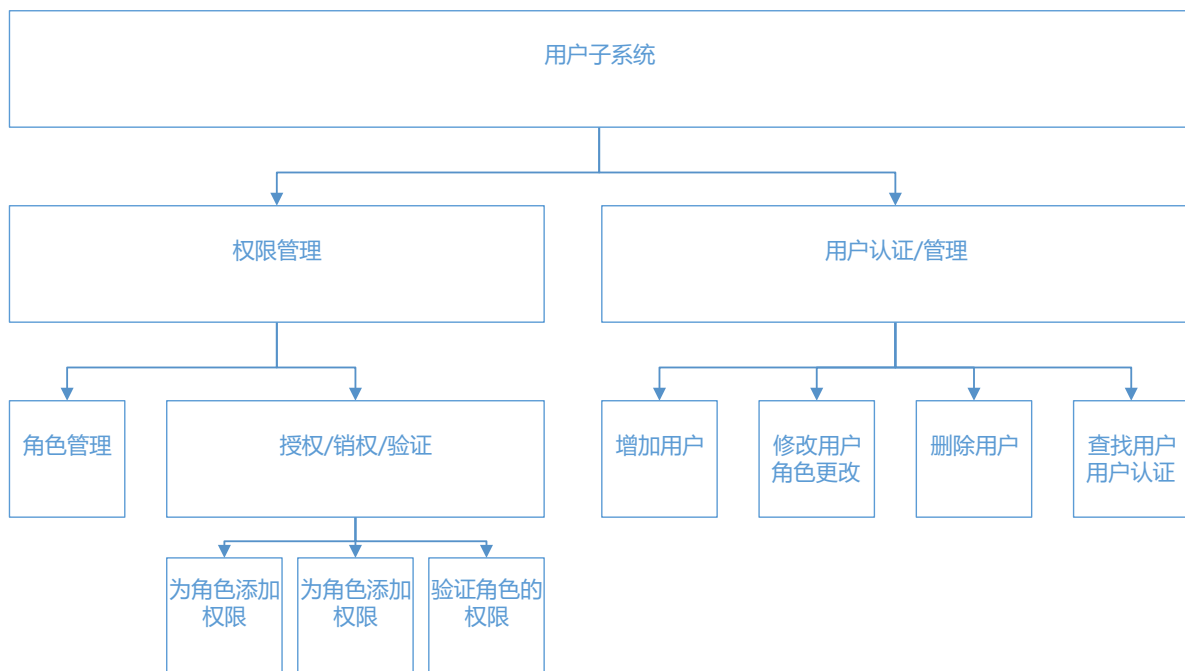 用户子系统
权限管理
用户认证/管理
角色管理
授权/销权/验证
增加用户
修改用户
角色更改
删除用户
查找用户
用户认证
为角色添加
权限
为角色添加
权限
验证角色的
权限